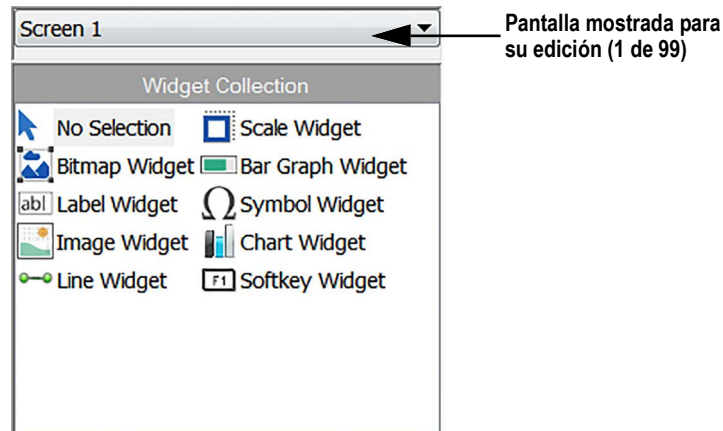 Screen 1
Pantalla mostrada para
su edición (1 de 99)
Widget Collection
No Selection
Scale Widget
Bitmap Widget
Bar Graph Widget
abl Label Widget
Symbol Widget
Image Widget
Chart Widget
Line Widget
F1 Softkey Widget